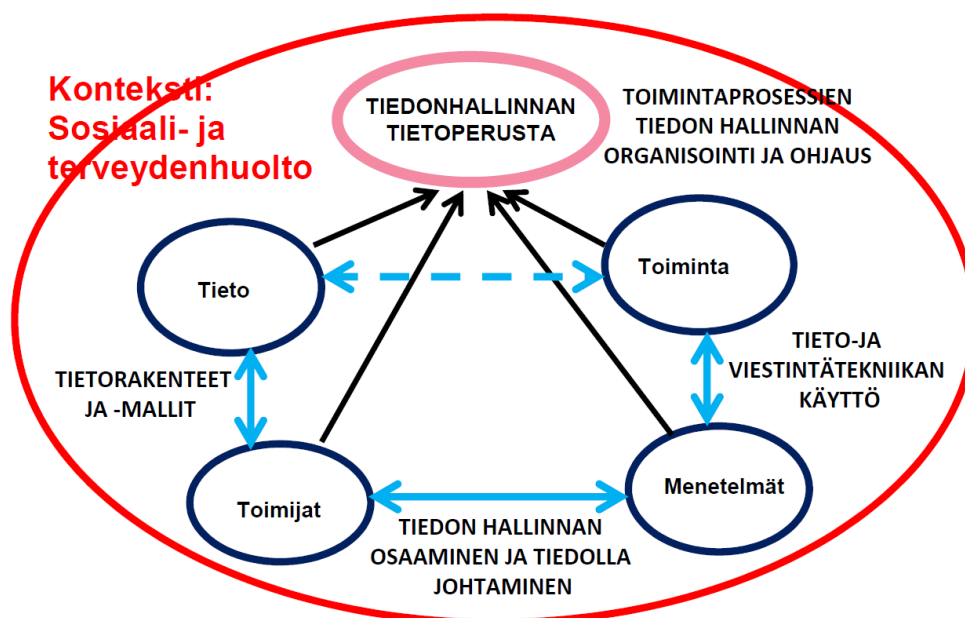 Konteksti:
Sosiaali- ja
terveydenhuolto
TIEDONHALLINNAN
TIETOPERUSTA
TOIMINTAPROSESSIEN
TIEDON HALLINNAN
ORGANISOINTI JA OHJAUS
Tieto
Toiminta
TIETORAKENTEET
JA -MALLIT
TIETO-JA
VIESTINTÄTEKNIIKAN
KÄYTTÖ
Toimijat
Menetelmät
TIEDON HALLINNAN
OSAAMINEN JA TIEDOLLA
JOHTAMINEN